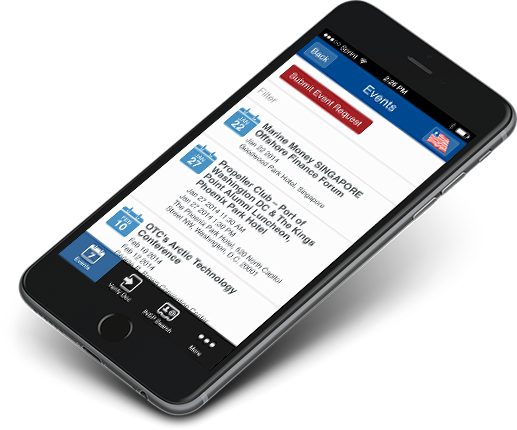 Sprint
2:26 PM
Back
Events
Submit Event Request
Filter
JAN
22
Marine Money SINGAPORE
Offshore Finance Forum
Jan 22 2014
Goodwood Park Hotel, Singapore
JAN
27
Propeller Club - Port of
Washington DC & The Kings
Point Alumni Luncheon,
Phoenix Park Hotel
Jan 27 2014 11:30 AM
Jan 27 2014 1:30 PM
The Phoenix Park Hotel, 520 North Capitol
Street NW, Washington, D.C. 20001
FEB
10
OTC's Arctic Technology
Conference
Feb 10 2014
Feb 12 2014
7
Events
Verify Doc
Search
More